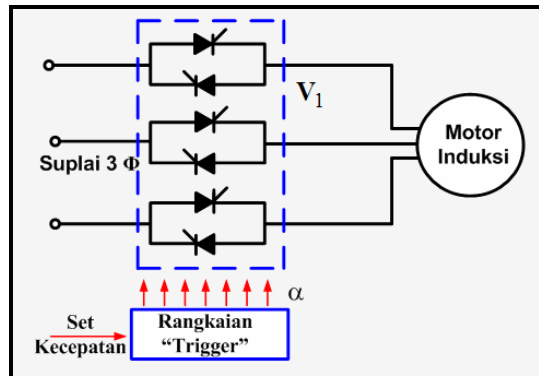 V1
Motor
Induksi
Suplai 3 Φ
α
Set
Kecepatan
Rangkaian
“Trigger”